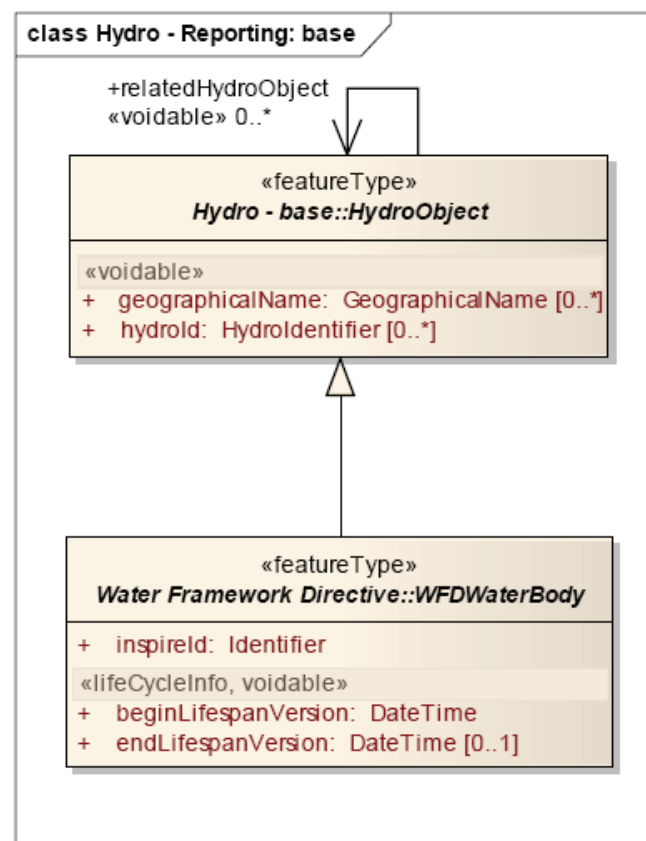 class Hydro - Reporting: base
+relatedHydroObject
«voidable» 0..*
«featureType»
Hydro - base::HydroObject
«voidable»
+ geographicalName: GeographicalName [0..*]
+ hydroId: HydroIdentifier [0..*]
«featureType»
Water Framework Directive::WFDWaterBody
+ inspireId: Identifier
«lifeCycleInfo, voidable»
+ beginLifespanVersion: DateTime
+ endLifespanVersion: DateTime [0..1]